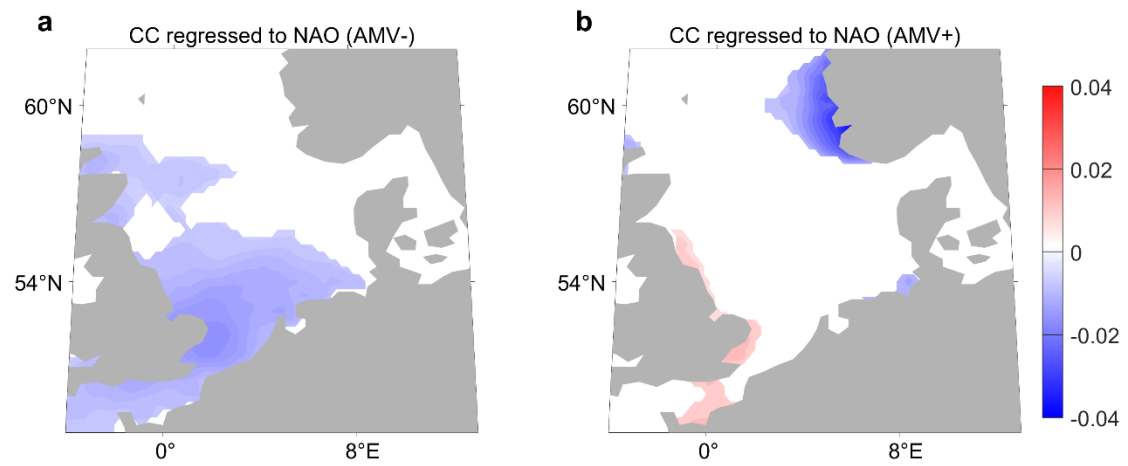 a
CC regressed to NAO (AMV-)
60°N
54°N
0°
8°E
b
CC regressed to NAO (AMV+)
60°N
54°N
0°
8°E
0.04
0.02
0
-0.02
-0.04